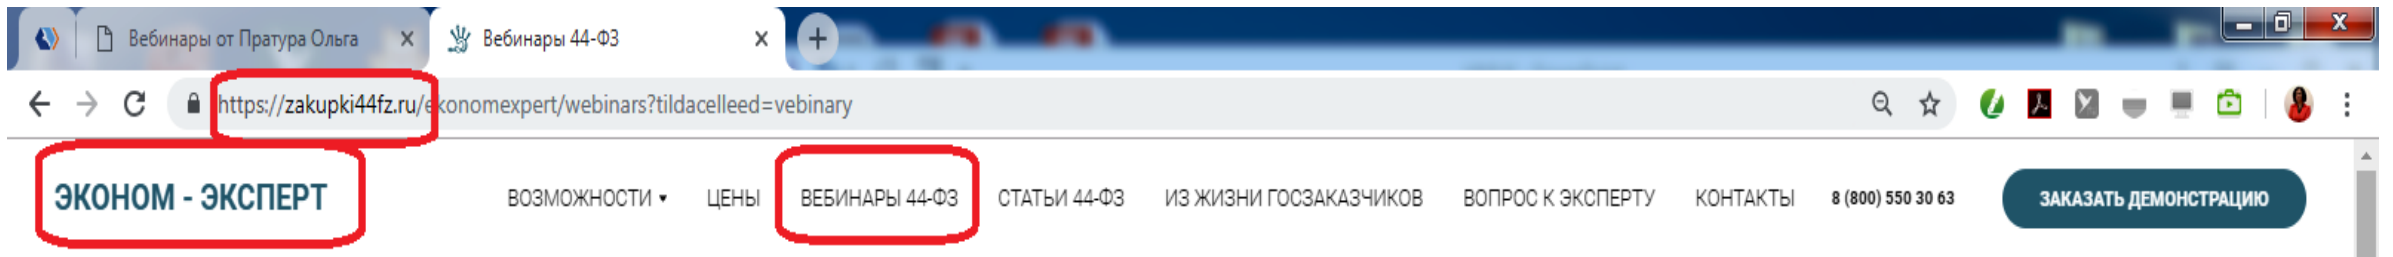 Вебинары от Пратура Ольга
Вебинары 44-ФЗ
https://zakupki44fz.ru/ekonomexpert/webinars?tildacelleed=vebinary
ЭКОНОМ - ЭКСПЕРТ ВОЗМОЖНОСТИ ЦЕНЫ ВЕБИНАРЫ 44-ФЗ СТАТЬИ 44-ФЗ ИЗ ЖИЗНИ ГОСЗАКАЗЧИКОВ ВОПРОС К ЭКСПЕРТУ КОНТАКТЫ 8 (800) 550 30 63 ЗАКАЗАТЬ ДЕМОНСТРАЦИЮ